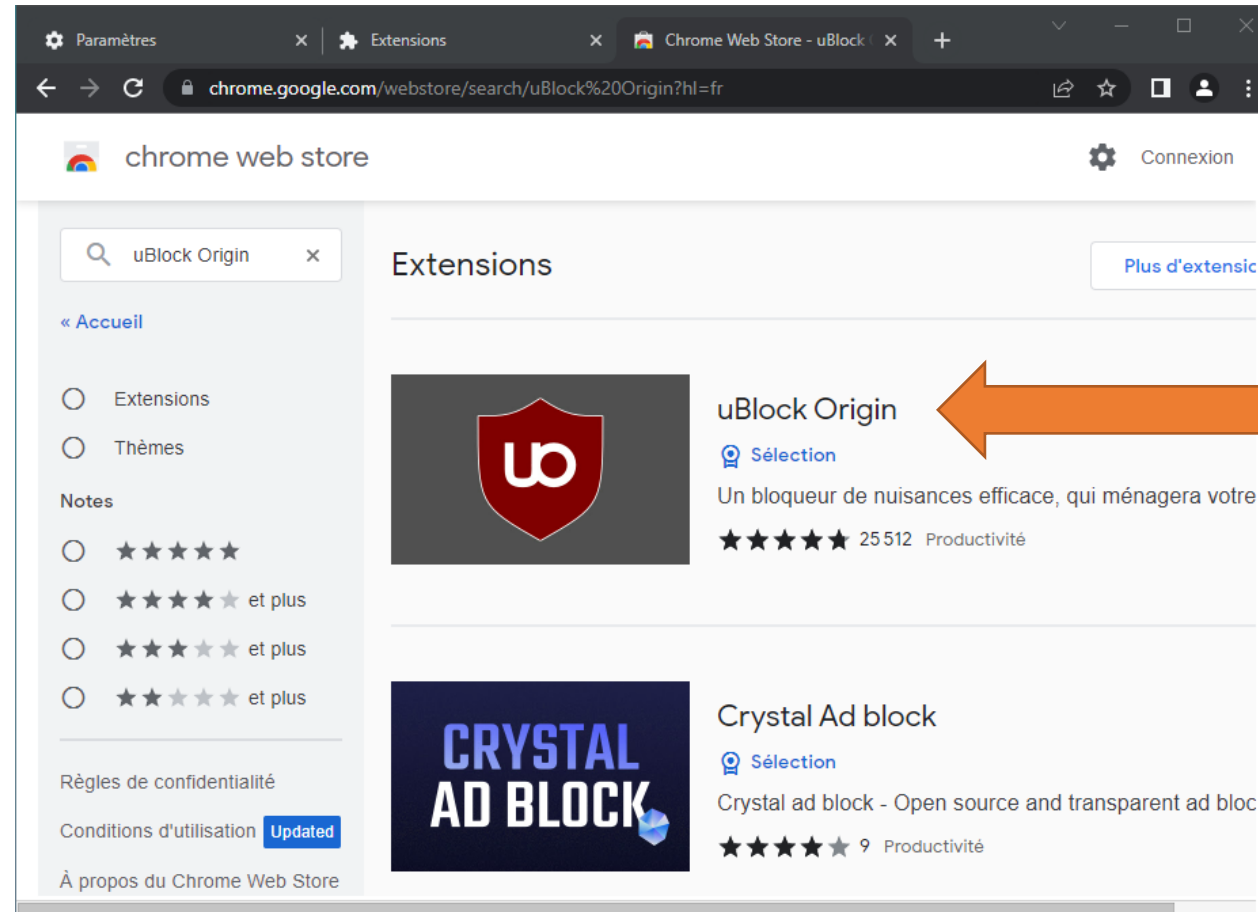 Paramètres
Extensions
Chrome Web Store - uBlock
chrome.google.com/webstore/search/uBlock%20Origin?hl=fr
chrome web store
Connexion
uBlock Origin
« Accueil
Extensions
Thèmes
Notes
et plus
et plus
et plus
Règles de confidentialité
Conditions d'utilisation Updated
À propos du Chrome Web Store
Extensions
Plus d'extensio
uBlock Origin
Sélection
Un bloqueur de nuisances efficace, qui ménagera votre
25 512 Productivité
CRYSTAL
AD BLOCK
Crystal Ad block
Sélection
Crystal ad block - Open source and transparent ad bloc
9 Productivité